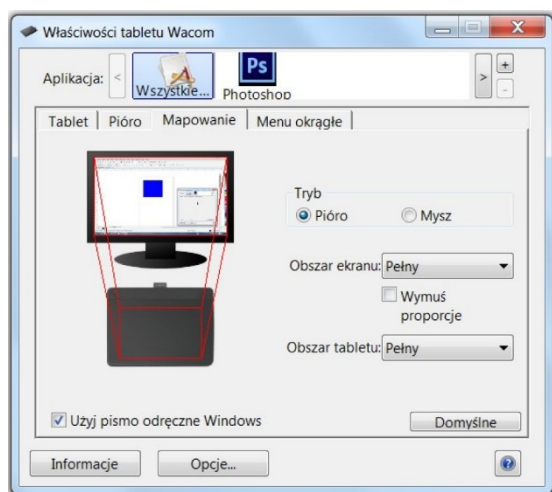 Właściwości tabletu Wacom
Aplikacja:
<
Wszystkie...
Ps
Photoshop
>
+
-
Tablet
Pióro
Mapowanie
Menu okrągłe
Tryb
Pióro
Mysz
Obszar ekranu:
Pełny
Wymuś
proporcje
Obszar tabletu:
Pełny
Użyj pismo odręczne Windows
Domyślne
Informacje
Opcje...
?